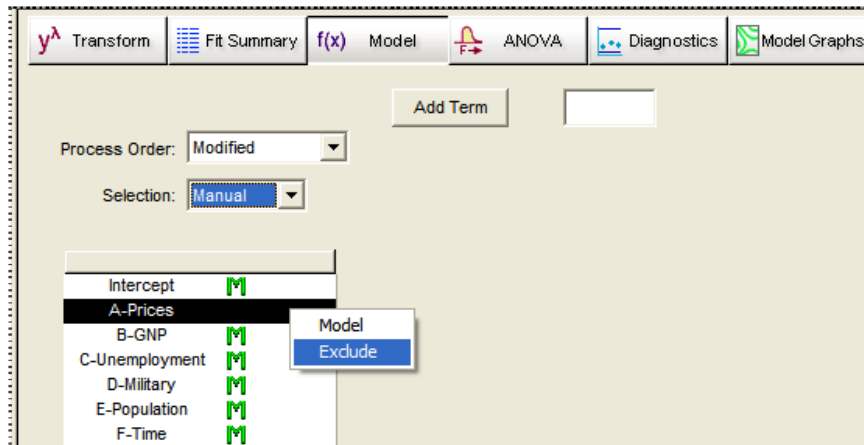 yλ Transform Fit Summary f(x) Model F→ ANOVA Diagnostics Model Graphs
Add Term
Process Order: Modified
Selection: Manual
Intercept [M]
A-Prices
Model
B-GNP [M]
Exclude
C-Unemployment [M]
D-Military [M]
E-Population [M]
F-Time [M]